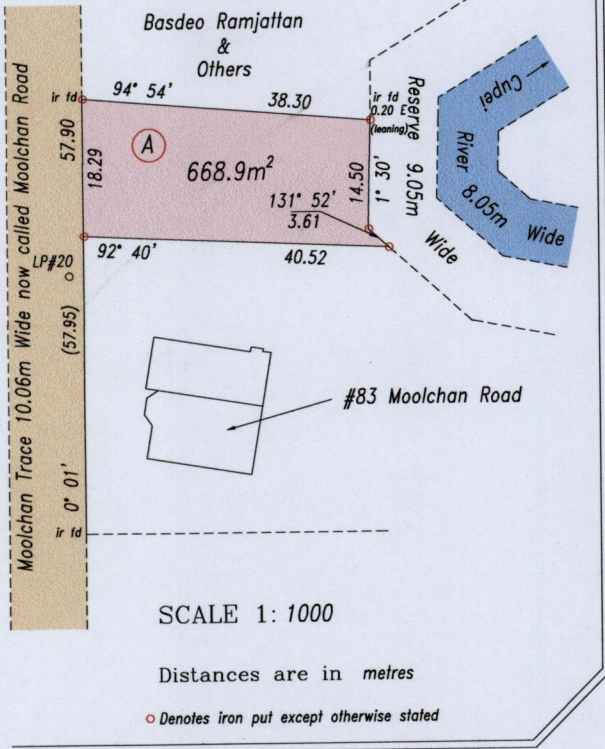 Basdeo Ramjattan
&
Others
94° 54'
38.30
ir fd
ir fd
0.20 E
(leaning)
57.90
18.29
A
668.9m²
14.50
1° 30'
131° 52'
3.61
Reserve 9.05m Wide
Cupei River 8.05m Wide
92° 40'
40.52
LP#20
(57.95)
0° 01'
ir fd
Moolchan Trace 10.06m Wide now called Moolchan Road
#83 Moolchan Road
SCALE 1: 1000
Distances are in metres
Denotes iron put except otherwise stated